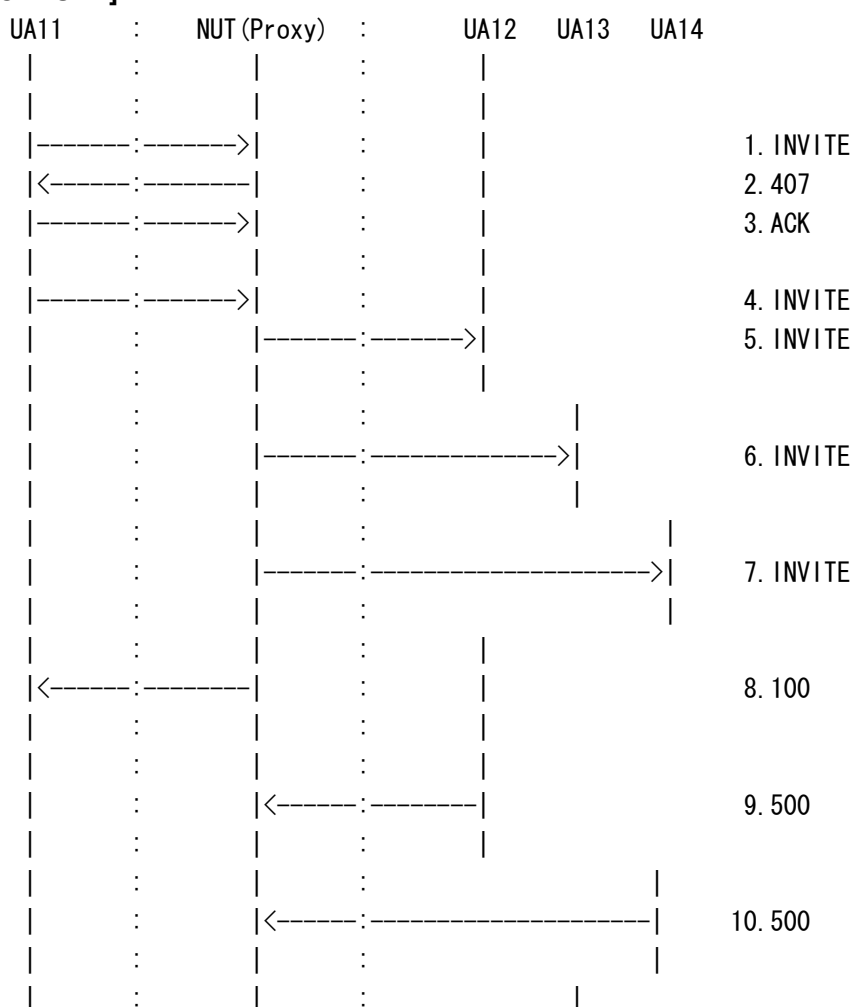 UA11 : NUT(Proxy) : UA12 UA13 UA14
| : | : |
| : | : |
|------:------->| : | 1. INVITE
|<------:-------| : | 2. 407
|------:------->| : | 3. ACK
| : | : |
|------:------->| : | 4. INVITE
| : |------:------->| 5. INVITE
| : | : |
| : | : |
| : |------:------------->| 6. INVITE
| : | : |
| : | : |
| : |------:------------------->| 7. INVITE
| : | : |
| : | : |
|<------:-------| : | 8. 100
| : | : |
| : | : |
| : |<------:-------| 9. 500
| : | : |
| : | : |
| : |<------:-------------------| 10. 500
| : | : |
| : | : |